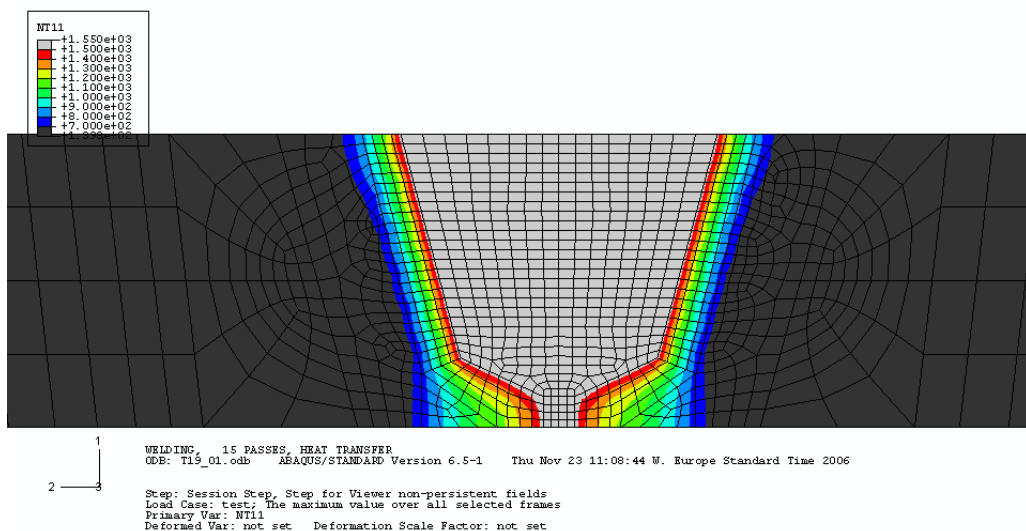 NT11
+1.550e+03
+1.500e+03
+1.400e+03
+1.300e+03
+1.200e+03
+1.100e+03
+1.000e+03
+9.000e+02
+8.000e+02
+7.000e+02
1
2
3
WELDING, 15 PASSES, HEAT TRANSFER
ODB: T19_01.odb ABAQUS/STANDARD Version 6.5-1 Thu Nov 23 11:08:44 W. Europe Standard Time 2006
Step: Session Step, Step for Viewer non-persistent fields
Load Case: test; The maximum value over all selected frames
Primary Var: NT11
Deformed Var: not set Deformation Scale Factor: not set